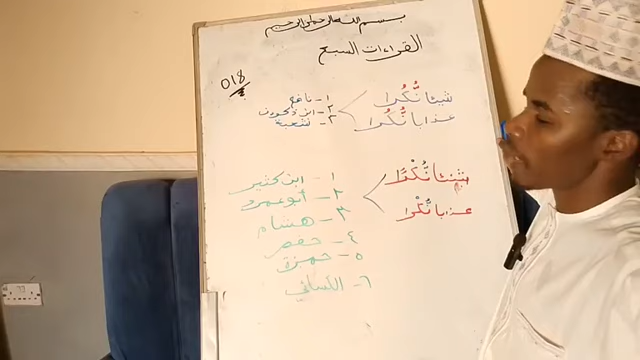 بسم الله الرحمن الرحيم
القراءات السبع
018
شيئا نُّكُرا
عذابا نُّكُرا
١- نافع
٢- ابن ذكوان
٣- شعبة
شيئا نُّكْرًا
عذابا نُّكْرا
١- ابن كثير
٢- أبو عمرو
٣- هشام
٤- حفص
٥- حمزة
٦- الكسائي